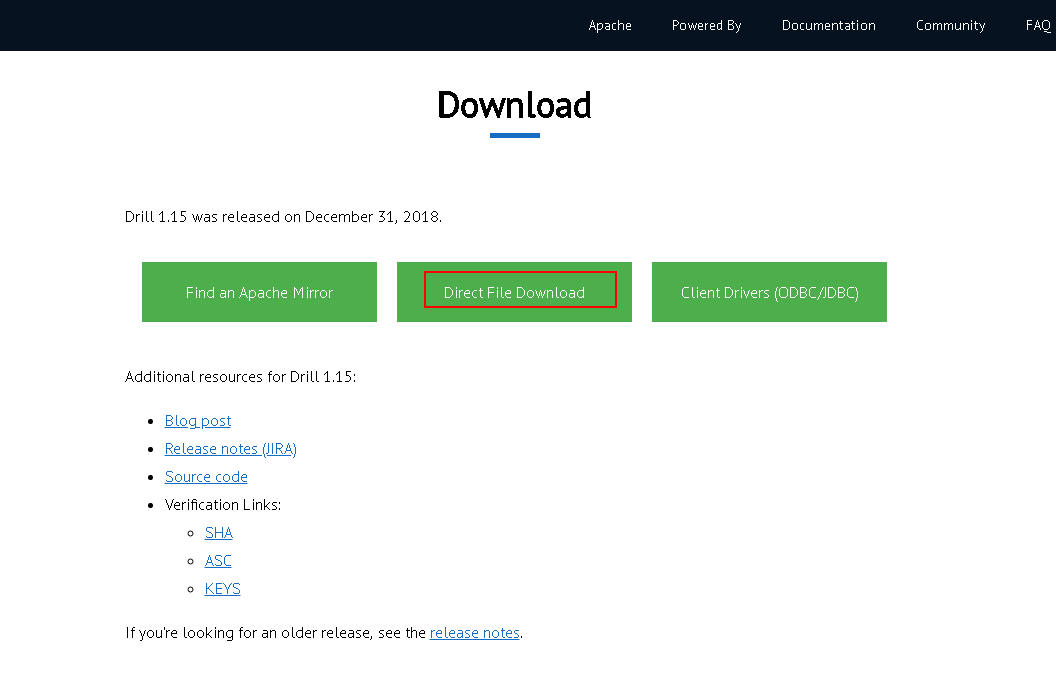 Apache Powered By Documentation Community FAQ
Download
Drill 1.15 was released on December 31, 2018.
Find an Apache Mirror Direct File Download Client Drivers (ODBC/JDBC)
Additional resources for Drill 1.15:
Blog post
Release notes (JIRA)
Source code
Verification Links:
SHA
ASC
KEYS
If you're looking for an older release, see the release notes.